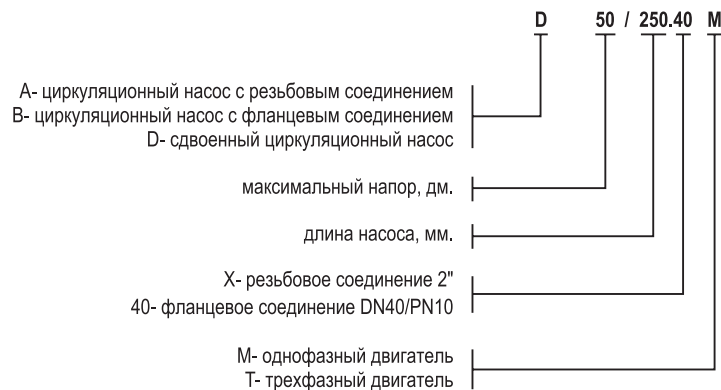 D 50 / 250.40 M
A- циркуляционный насос с резьбовым соединением
B- циркуляционный насос с фланцевым соединением
D- сдвоенный циркуляционный насос
максимальный напор, дм.
длина насоса, мм.
X- резьбовое соединение 2"
40- фланцевое соединение DN40/PN10
M- однофазный двигатель
T- трехфазный двигатель